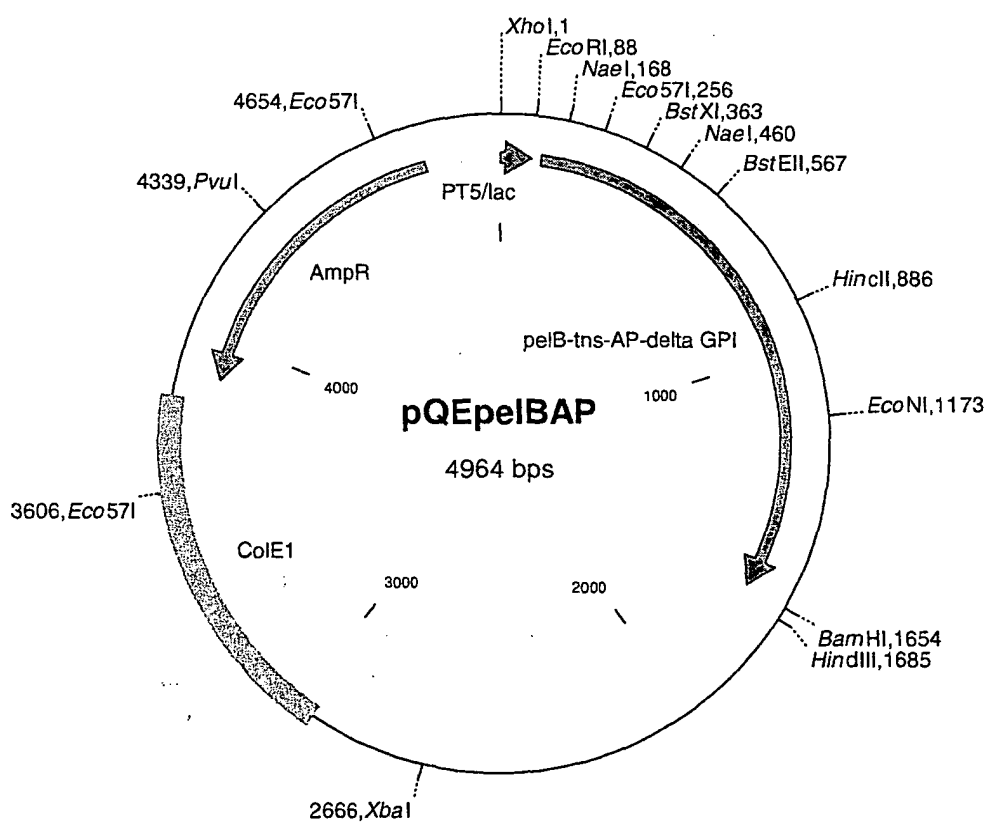 XhoI,1
EcoRI,88
NaeI,168
Eco57I,256
BstXI,363
NaeI,460
BstEII,567
4654,Eco57I
4339,PvuI
PT5/lac
AmpR
HincII,886
pelB-tns-AP-delta GPI
4000
1000
pQEpelBAP
EcoNI,1173
4964 bps
3606,Eco57I
ColE1
3000
2000
BamHI,1654
HindIII,1685
2666,XbaI